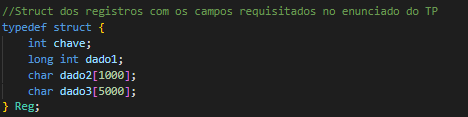 //Struct dos registros com os campos requisitados no enunciado do TP
typedef struct {
    int chave;
    long int dado1;
    char dado2[1000];
    char dado3[5000];
} Reg;